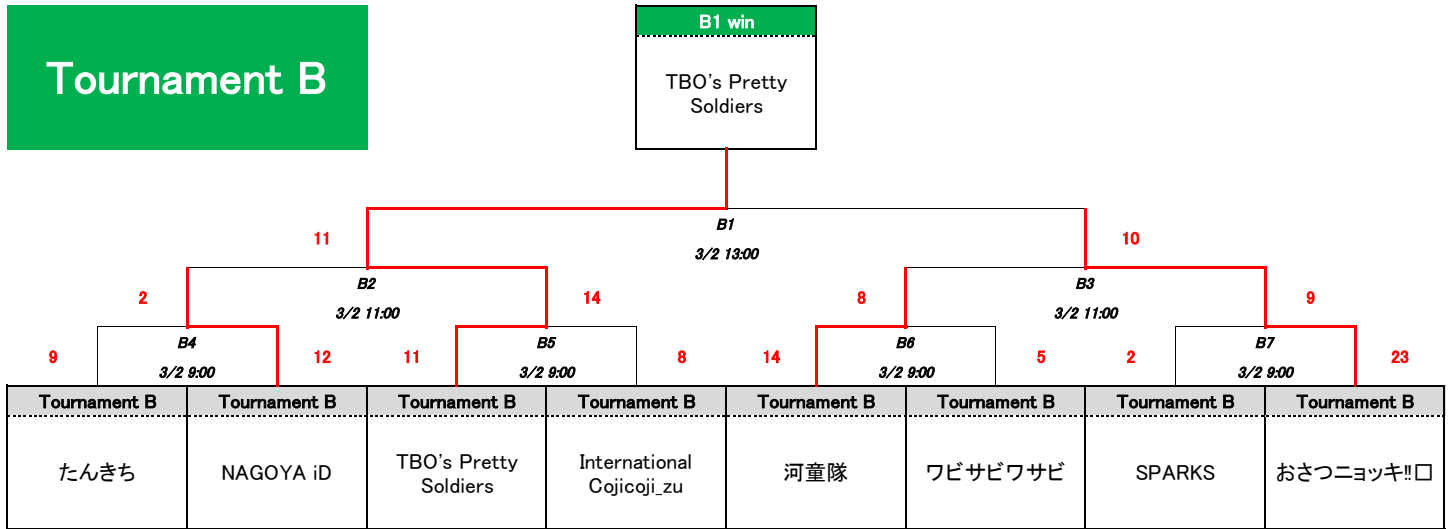 B1 win
Tournament B
TBO's Pretty
Soldiers
B1
11
10
3/2 13:00
B2
B3
2
14
8
9
3/2 11:00
3/2 11:00
B4
B5
B6
B7
9
12
11
8
14
5
2
23
3/2 9:00
3/2 9:00
3/2 9:00
3/2 9:00
Tournament B
Tournament B
Tournament B
Tournament B
Tournament B
Tournament B
Tournament B
Tournament B
たんきち
NAGOYA iD
TBO's Pretty
Soldiers
International
Cojicoji_zu
河童隊
ワビサビワサビ
SPARKS
おさつニョッキ‼□